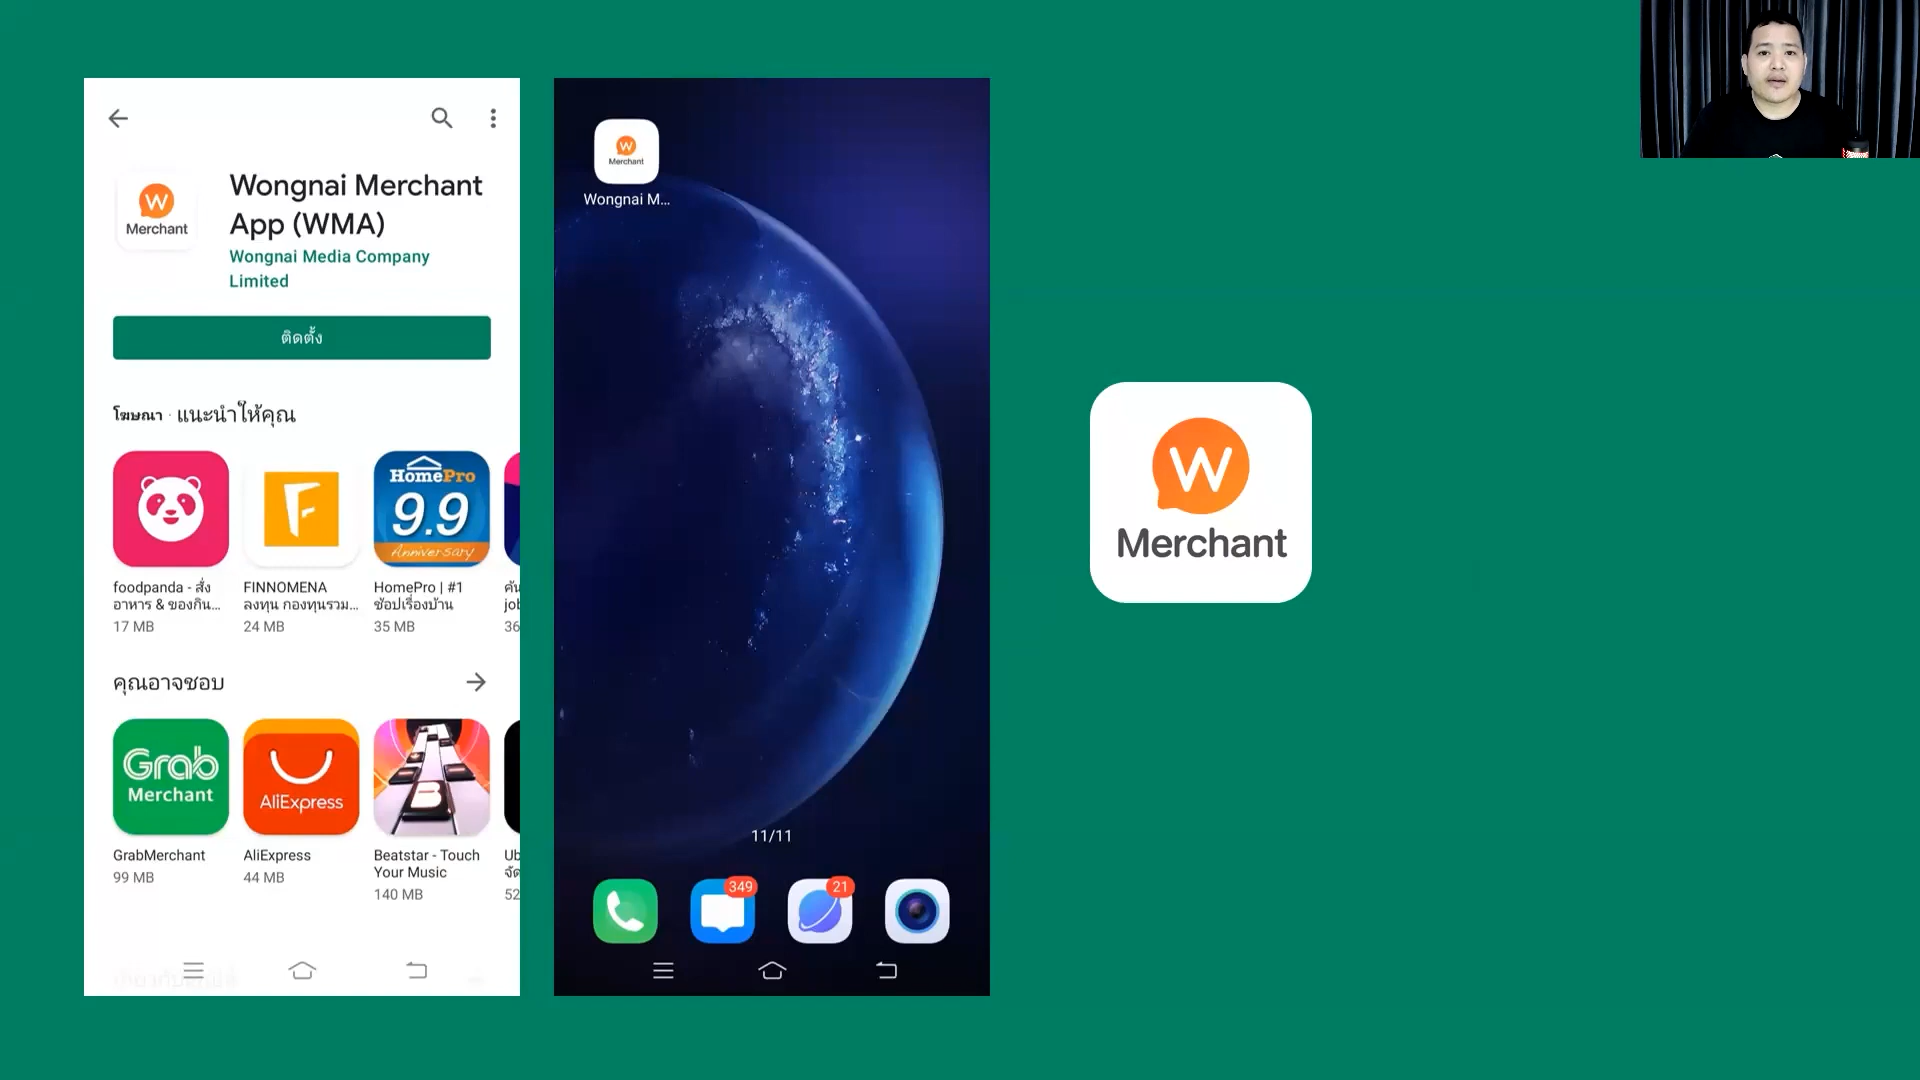 Wongnai Merchant
App (WMA)
Wongnai Media Company
Limited
W
Merchant
ติดตั้ง
โฆษณา · แนะนำให้คุณ
HomePro
9.9
Anniversary
foodpanda - สั่ง
อาหาร & ของกิน...
17 MB
FINNOMENA
ลงทุน กองทุนรวม...
24 MB
HomePro | #1
ช้อปเรื่องบ้าน
35 MB
คุณอาจชอบ
Grab
Merchant
AliExpress
B
GrabMerchant
99 MB
AliExpress
44 MB
Beatstar - Touch
Your Music
140 MB
W
Merchant
Wongnai M...
11/11
349
21
W
Merchant